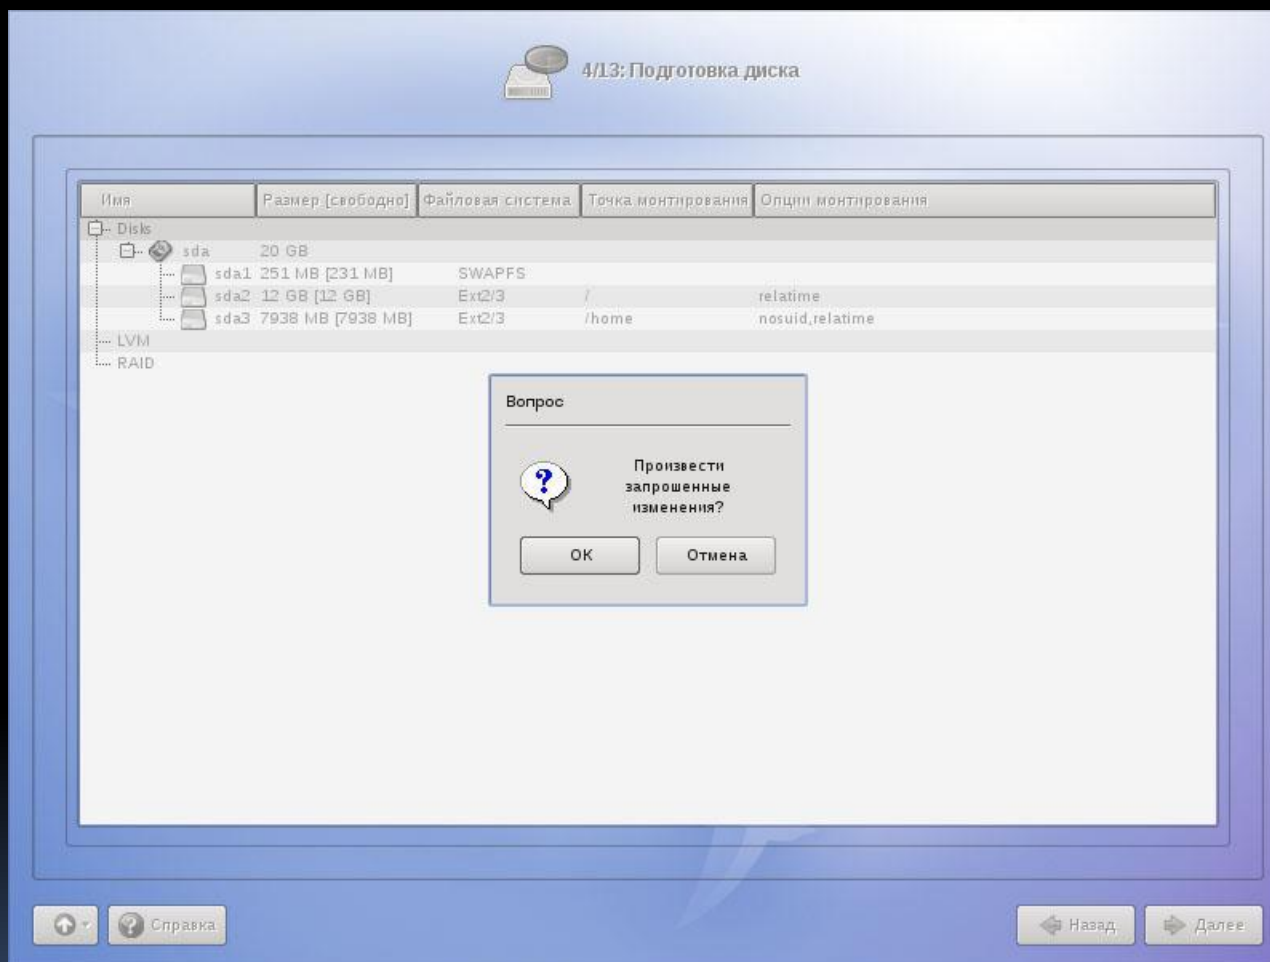 4/13: Подготовка диска
Имя Размер [свободно] Файловая система Точка монтирования Опции монтирования
Disks
sda 20 GB
sda1 251 MB [231 MB] SWAPFS
sda2 12 GB [12 GB] Ext2/3 / relatime
sda3 7938 MB [7938 MB] Ext2/3 /home nosuid,relatime
LVM
RAID
Вопрос
?
Произвести
запрошенные
изменения?
OK Отмена
? Справка Назад Далее